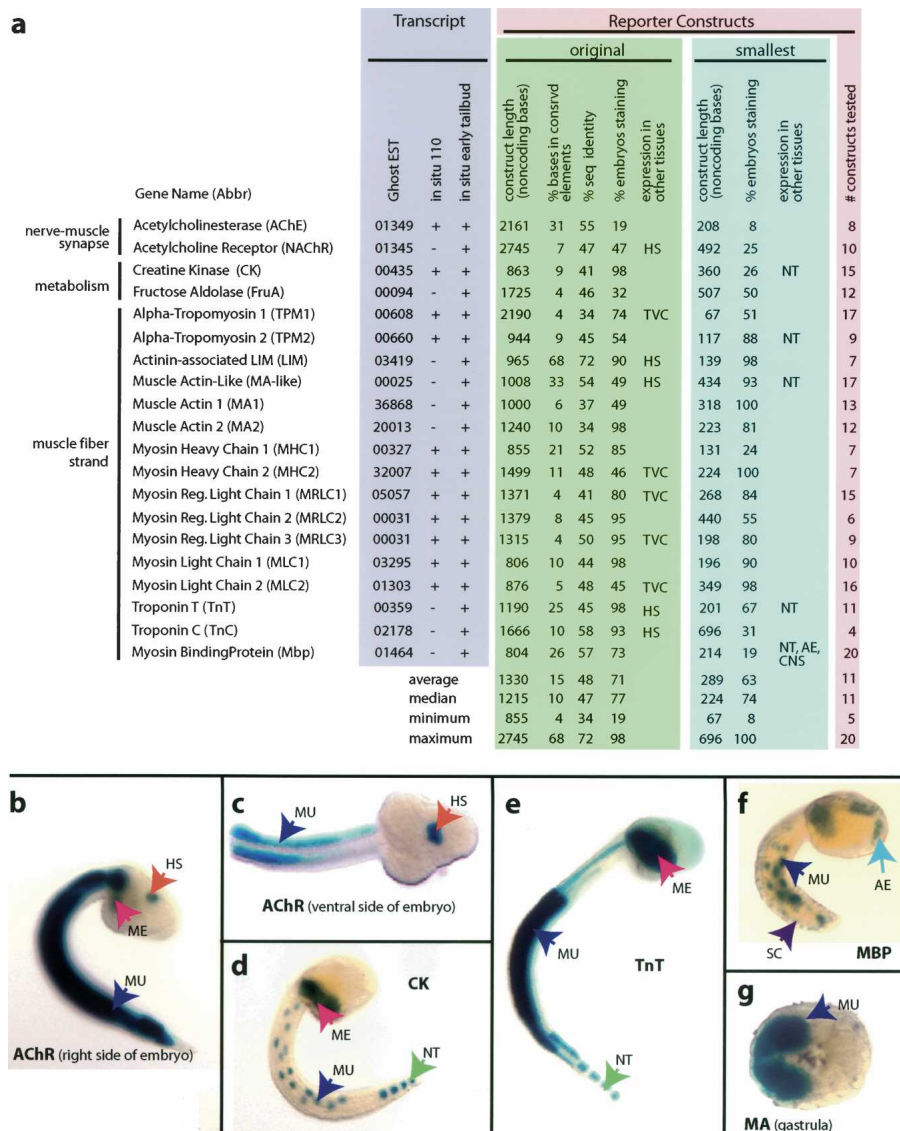 a
Transcript
Reporter Constructs
original
smallest
Gene Name (Abbr)
Ghost EST
in situ 110
in situ early tailbud
construct length (noncoding bases)
% bases in consrvd elements
% seq identity
% embryos staining
expression in other tissues
construct length (noncoding bases)
% embryos staining
expression in other tissues
# constructs tested
nerve-muscle synapse
Acetylcholinesterase (AChE) 01349 + + 2161 31 55 19 208 8 8
Acetylcholine Receptor (NAChR) 01345 - + 2745 7 47 47 HS 492 25 10
metabolism
Creatine Kinase (CK) 00435 + + 863 9 41 98 360 26 NT 15
Fructose Aldolase (FruA) 00094 - + 1725 4 46 32 507 50 12
muscle fiber strand
Alpha-Tropomyosin 1 (TPM1) 00608 + + 2190 4 34 74 TVC 67 51 17
Alpha-Tropomyosin 2 (TPM2) 00660 + + 944 9 45 54 117 88 NT 9
Actinin-associated LIM (LIM) 03419 - + 965 68 72 90 HS 139 98 7
Muscle Actin-Like (MA-like) 00025 - + 1008 33 54 49 HS 434 93 NT 17
Muscle Actin 1 (MA1) 36868 - + 1000 6 37 49 318 100 13
Muscle Actin 2 (MA2) 20013 - + 1240 10 34 98 223 81 12
Myosin Heavy Chain 1 (MHC1) 00327 + + 855 21 52 85 131 24 7
Myosin Heavy Chain 2 (MHC2) 32007 + + 1499 11 48 46 TVC 224 100 7
Myosin Reg. Light Chain 1 (MRLC1) 05057 + + 1371 4 41 80 TVC 268 84 15
Myosin Reg. Light Chain 2 (MRLC2) 00031 + + 1379 8 45 95 440 55 6
Myosin Reg. Light Chain 3 (MRLC3) 00031 + + 1315 4 50 95 TVC 198 80 9
Myosin Light Chain 1 (MLC1) 03295 + + 806 10 44 98 196 90 10
Myosin Light Chain 2 (MLC2) 01303 + + 876 5 48 45 TVC 349 98 16
Troponin T (TnT) 00359 - + 1190 25 45 98 HS 201 67 NT 11
Troponin C (TnC) 02178 - + 1666 10 58 93 HS 696 31 4
Myosin BindingProtein (Mbp) 01464 - + 804 26 57 73 214 19 NT, AE, CNS 20
average 1330 15 48 71 289 63 11
median 1215 10 47 77 224 74 11
minimum 855 4 34 19 67 8 5
maximum 2745 68 72 98 696 100 20
b
HS
ME
MU
AChR (right side of embryo)
c
MU
HS
AChR (ventral side of embryo)
d
CK
ME
MU
NT
e
ME
MU
TnT
NT
f
MU
AE
SC
MBP
g
MU
MA (gastrula)